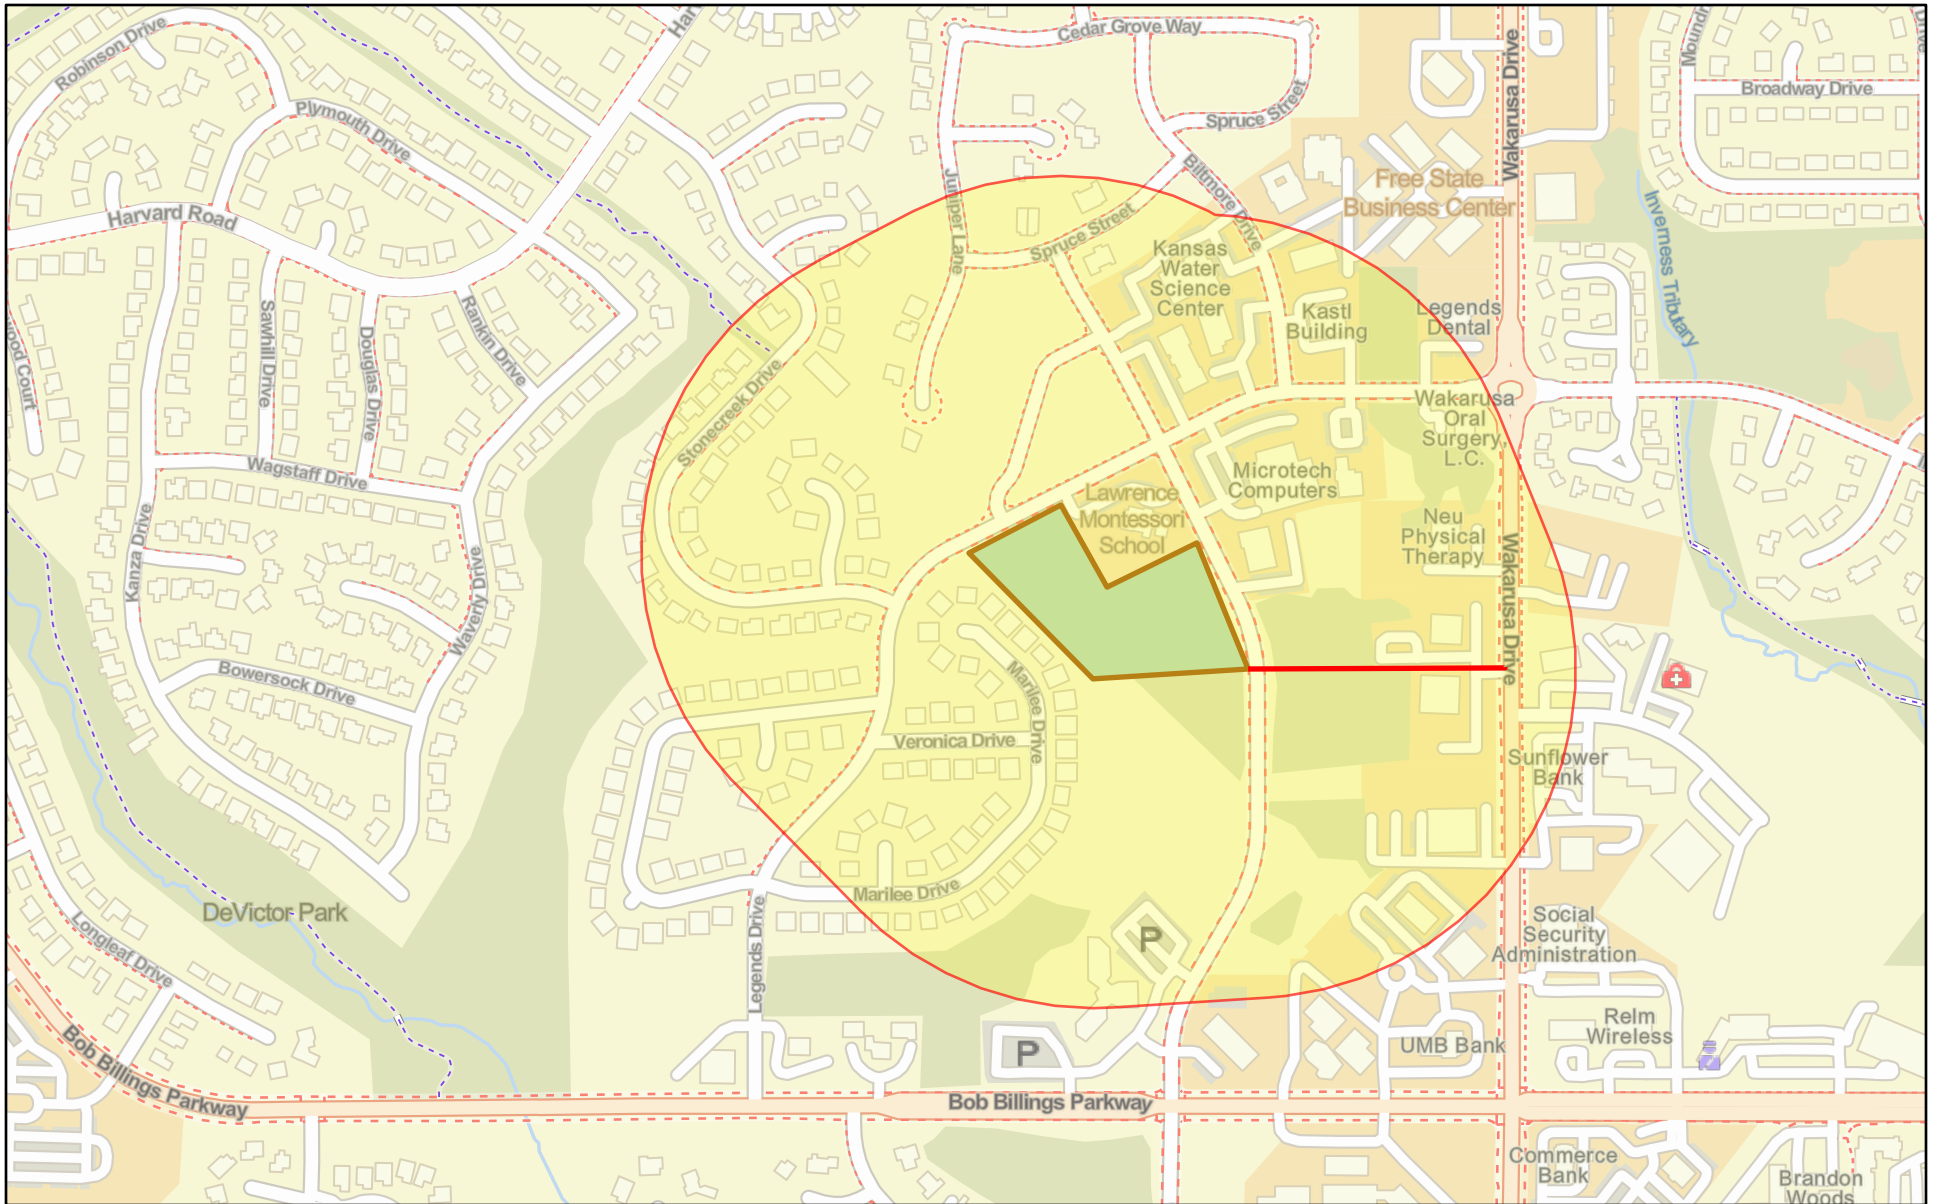 Robinson Drive
Plymouth Drive
Harvard Road
Har
Cedar Grove Way
Spruce Street
Juniper Lane
Spruce Street
Biltmore Drive
Free State
Business Center
Wakarusa Drive
Moundr
Drive
Broadway Drive
Inverness Tributary
Kansas
Water
Science
Center
Kastl
Building
Legends
Dental
wood Court
Sawhill Drive
Douglas Drive
Rankin Drive
Stonecreek Drive
Wagstaff Drive
Kanza Drive
Waverly Drive
Bowersock Drive
Wakarusa
Oral
Surgery,
L.C.
Microtech
Computers
Lawrence
Montessori
School
Neu
Physical
Therapy
Wakarusa Drive
Marilee Drive
Veronica Drive
Sunflower
Bank
Marilee Drive
DeVictor Park
Longleaf Drive
Legends Drive
P
Social
Security
Administration
P
UMB Bank
Relm
Wireless
Bob Billings Parkway
Bob Billings Parkway
Commerce
Bank
Brandon
Woods